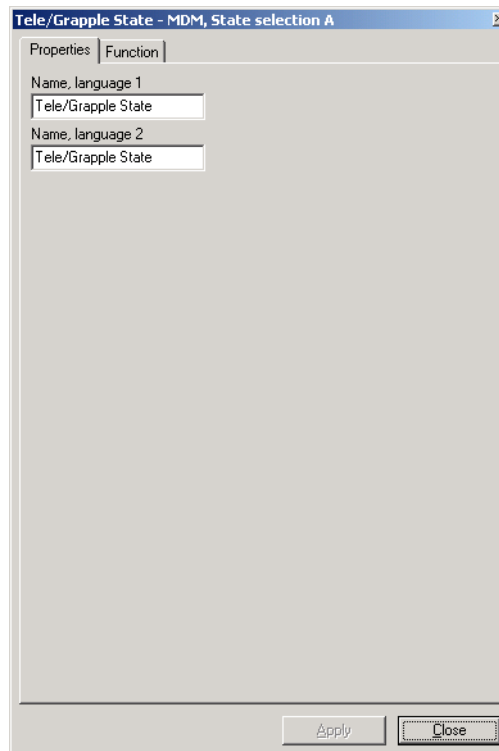 Tele/Grapple State - MDM, State selection A
Properties Function
Name, language 1
Tele/Grapple State
Name, language 2
Tele/Grapple State
Apply Close